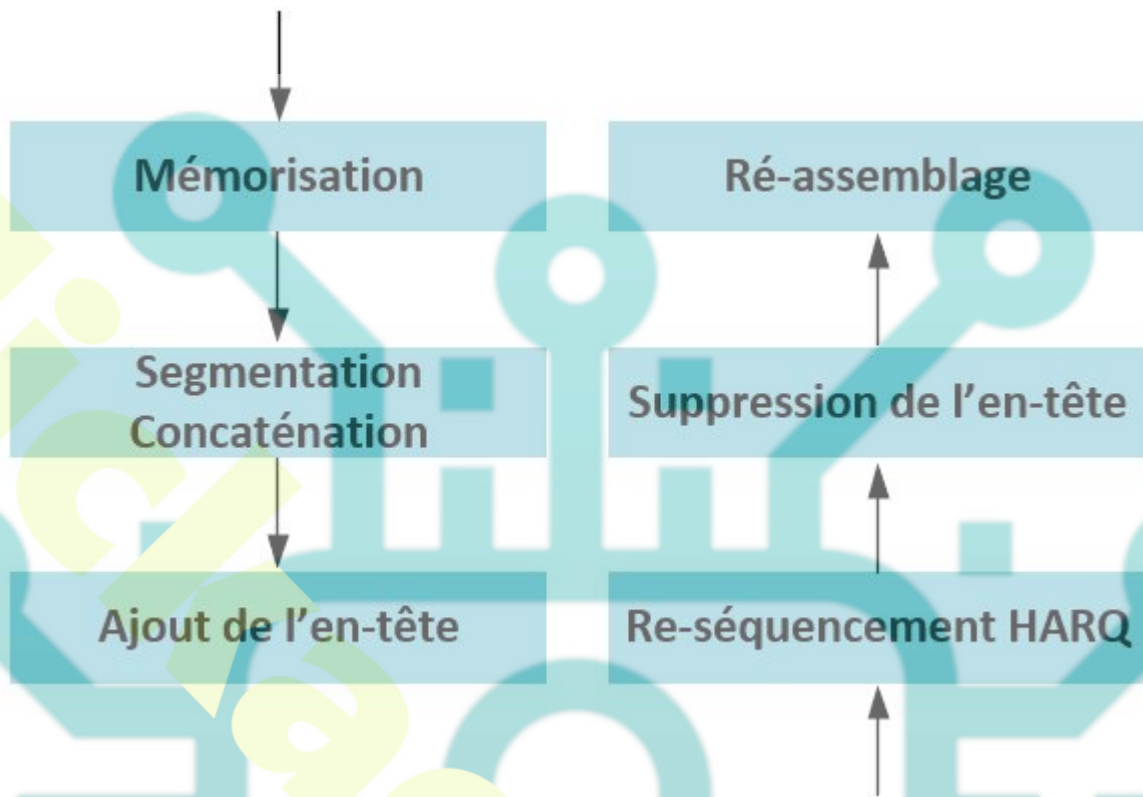 Mémorisation
Ré-assemblage
Segmentation
Concaténation
Suppression de l'en-tête
Ajout de l'en-tête
Re-séquencement HARQ